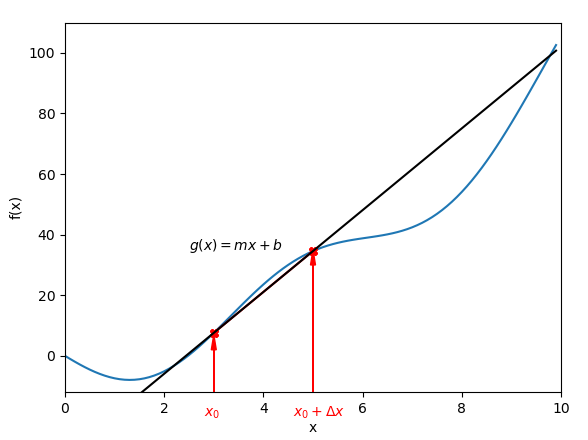 100
80
60
40
20
0
f(x)
g(x) = mx + b
0 2 4 6 8 10
x₀ x₀ + Δx
x